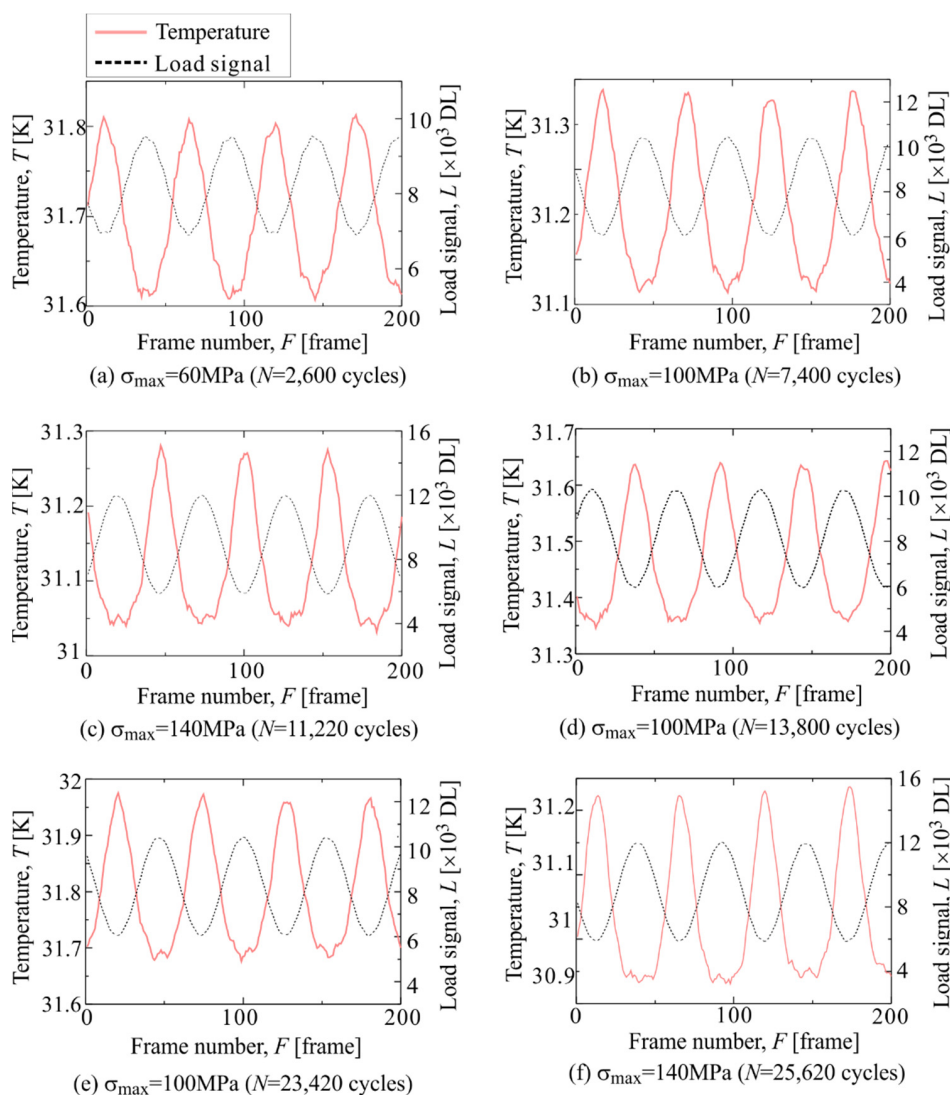 Temperature
Load signal
31.8
31.7
31.6
10
8
6
Temperature, T [K]
Load signal, L [×10³ DL]
0
100
200
Frame number, F [frame]
(a) σmax=60MPa (N=2,600 cycles)
31.3
31.2
31.1
12
10
8
6
4
Temperature, T [K]
Load signal, L [×10³ DL]
0
100
200
Frame number, F [frame]
(b) σmax=100MPa (N=7,400 cycles)
31.3
31.2
31.1
31
16
12
8
4
Temperature, T [K]
Load signal, L [×10³ DL]
0
100
200
Frame number, F [frame]
(c) σmax=140MPa (N=11,220 cycles)
31.7
31.6
31.5
31.4
31.3
12
10
8
6
4
Temperature, T [K]
Load signal, L [×10³ DL]
0
100
200
Frame number, F [frame]
(d) σmax=100MPa (N=13,800 cycles)
32
31.9
31.8
31.7
31.6
12
10
8
6
4
Temperature, T [K]
Load signal, L [×10³ DL]
0
100
200
Frame number, F [frame]
(e) σmax=100MPa (N=23,420 cycles)
31.2
31.1
31
30.9
16
12
8
4
Temperature, T [K]
Load signal, L [×10³ DL]
0
100
200
Frame number, F [frame]
(f) σmax=140MPa (N=25,620 cycles)